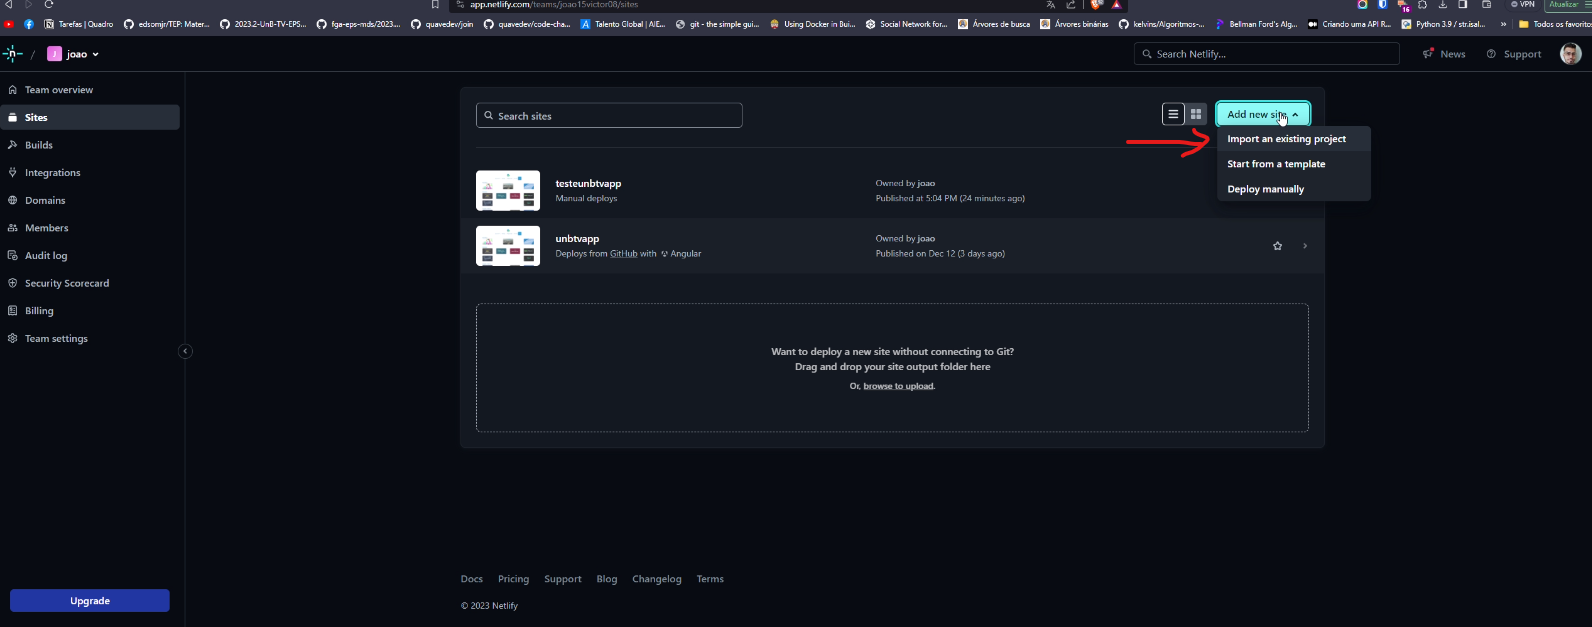 app.netlify.com/teams/joao15victor08/sites
VPN
Atualizar
16
Tarefas | Quadro
edsomjr/TEP: Mater...
2023.2-UnB-TV-EPS...
fga-eps-mds/2023....
quavedev/join
quavedev/code-cha...
Talento Global | AIE...
git - the simple gui...
Using Docker in Bui...
Social Network for...
Árvores de busca
Árvores binárias
kelvins/Algoritmos-...
Bellman Ford's Alg...
Criando uma API R...
Python 3.9 / str.isal...
»
Todos os favoritos
/ J joao
Search Netlify...
News
Support
Team overview
Sites
Builds
Integrations
Domains
Members
Audit log
Security Scorecard
Billing
Team settings
Upgrade
Search sites
Add new site
Import an existing project
Start from a template
Deploy manually
testeunbtvapp
Manual deploys
Owned by joao
Published at 5:04 PM (24 minutes ago)
unbtvapp
Deploys from GitHub with Angular
Owned by joao
Published on Dec 12 (3 days ago)
Want to deploy a new site without connecting to Git?
Drag and drop your site output folder here
Or, browse to upload.
Docs Pricing Support Blog Changelog Terms
© 2023 Netlify